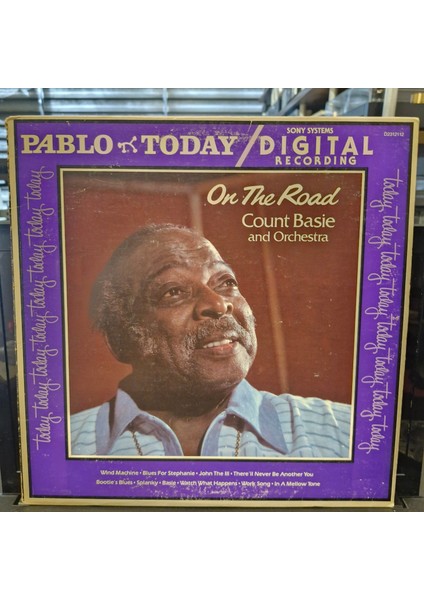 SONY SYSTEMS
D2312112
PABLO TODAY / DIGITAL
RECORDING
On The Road
Count Basie
and Orchestra
today, today, today, today, today, today, today
today, today, today, today, today, today, today
Wind Machine • Blues For Stephanie • John The III • There'll Never Be Another You
Bootie's Blues • Splanky • Basie • Watch What Happens • Work Song • In A Mellow Tone